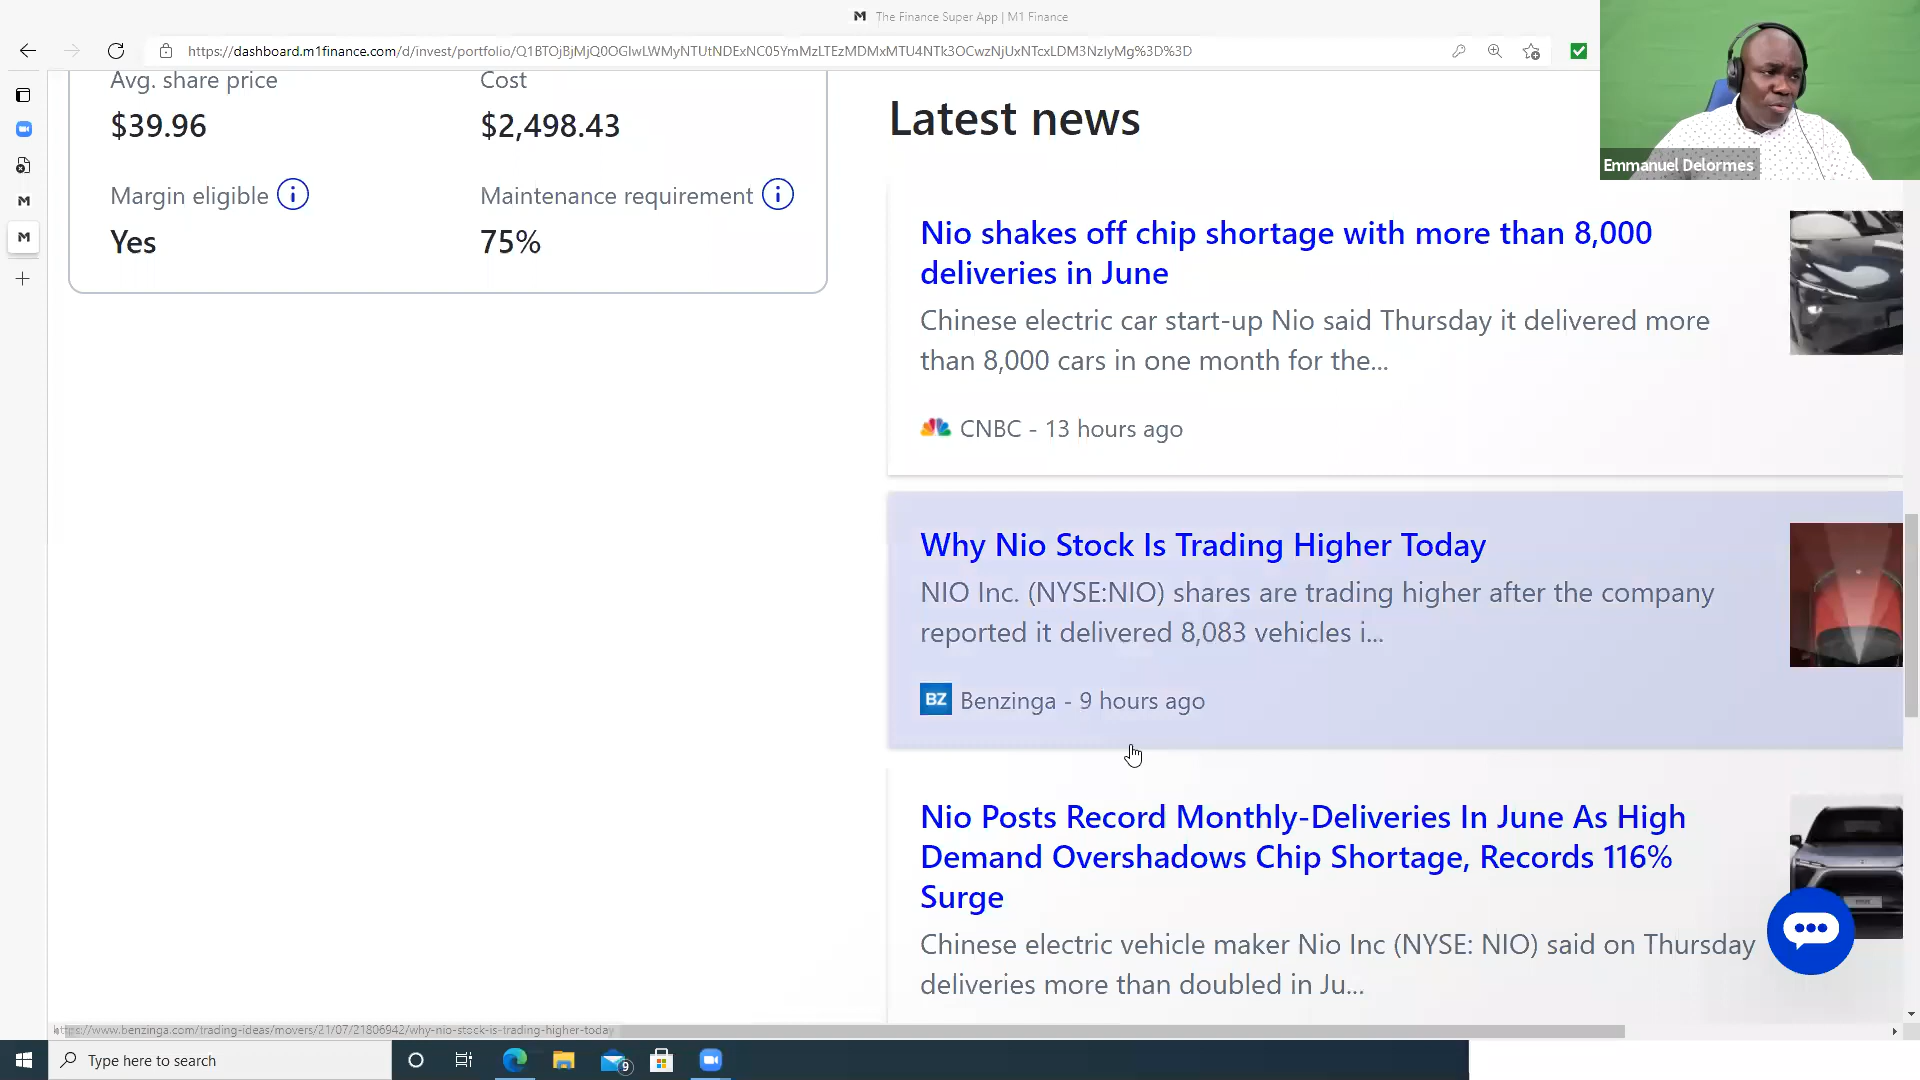 The Finance Super App | M1 Finance
https://dashboard.m1finance.com/d/invest/portfolio/Q1BTOjBjMjQ0OGIwLWMyNTUtNDExNC05YmMzLTEzMDMxMTU4NTk3OCwzNjUxNTcxLDM3NzIyMg%3D%3D
Emmanuel Delormes
Avg. share price
Cost
$39.96
$2,498.43
Margin eligible
Maintenance requirement
Yes
75%
Latest news
Nio shakes off chip shortage with more than 8,000
deliveries in June
Chinese electric car start-up Nio said Thursday it delivered more
than 8,000 cars in one month for the...
CNBC - 13 hours ago
Why Nio Stock Is Trading Higher Today
NIO Inc. (NYSE:NIO) shares are trading higher after the company
reported it delivered 8,083 vehicles i...
BZ Benzinga - 9 hours ago
Nio Posts Record Monthly-Deliveries In June As High
Demand Overshadows Chip Shortage, Records 116%
Surge
Chinese electric vehicle maker Nio Inc (NYSE: NIO) said on Thursday
deliveries more than doubled in Ju...
https://www.benzinga.com/trading-ideas/movers/21/07/21806942/why-nio-stock-is-trading-higher-today
Type here to search
9